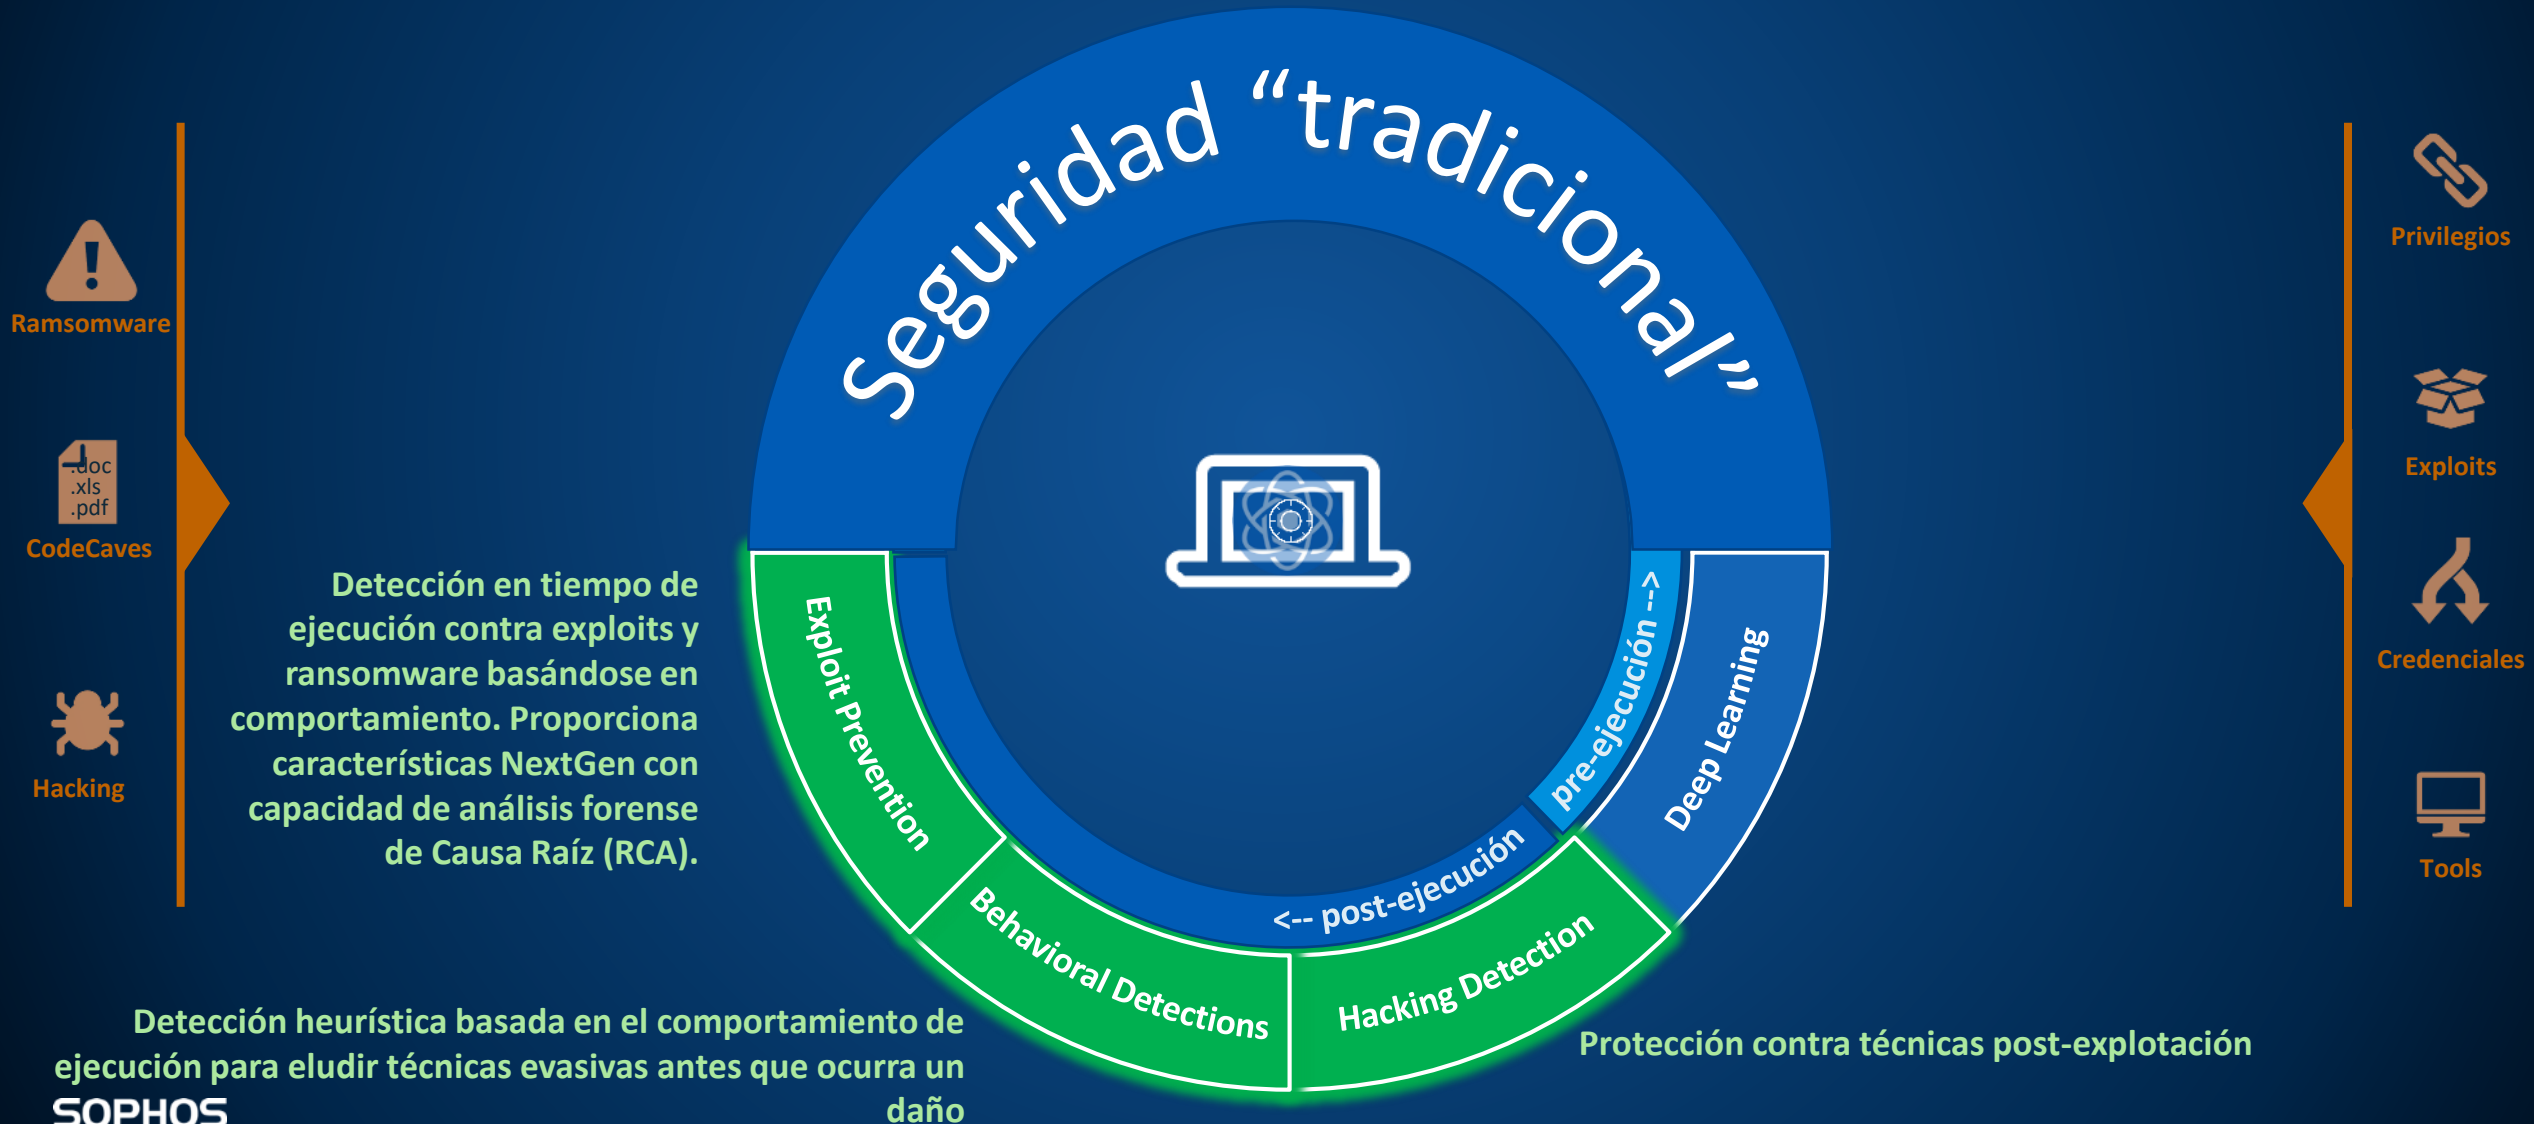 Seguridad “tradicional”
Ramsomware
.doc
.xls
.pdf
CodeCaves
Hacking
Privilegios
Exploits
Credenciales
Tools
Detección en tiempo de
ejecución contra exploits y
ransomware basándose en
comportamiento. Proporciona
características NextGen con
capacidad de análisis forense
de Causa Raíz (RCA).
Exploit Prevention
Behavioral Detections
Hacking Detection
Deep Learning
pre-ejecución -->
<-- post-ejecución
Detección heurística basada en el comportamiento de
ejecución para eludir técnicas evasivas antes que ocurra un
daño
Protección contra técnicas post-explotación
SOPHOS